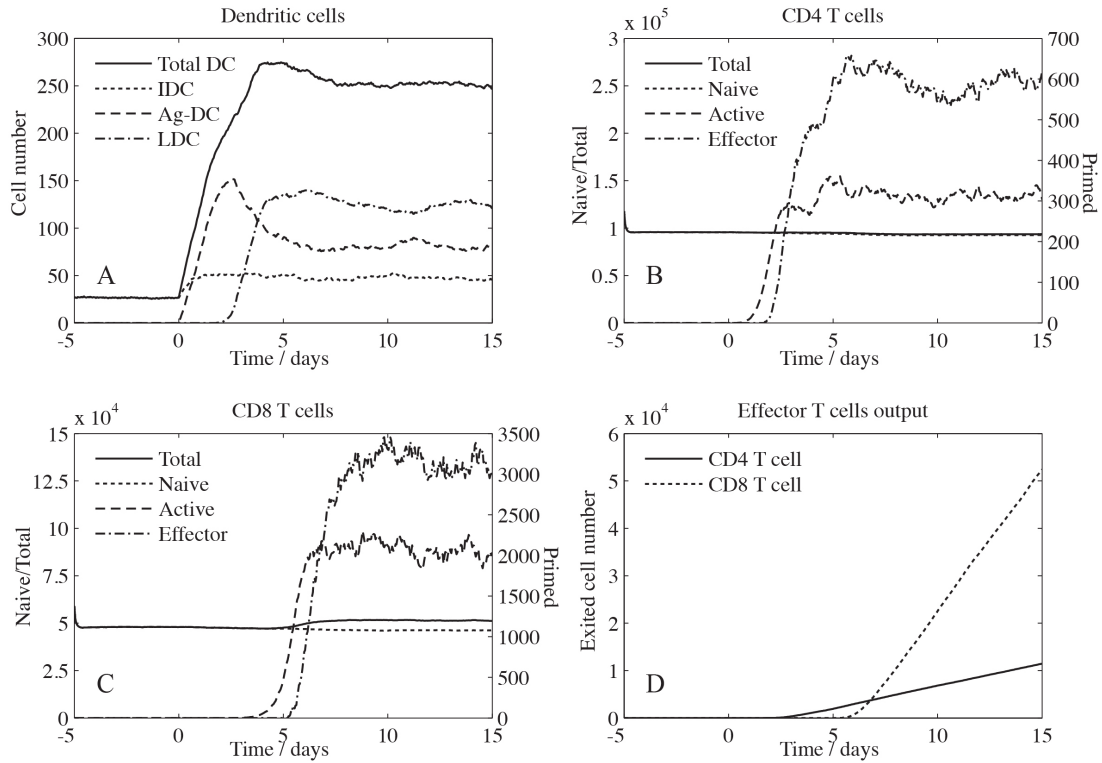 Dendritic cells
300
250
200
150
100
50
0
Cell number
Total DC
IDC
Ag-DC
LDC
A
-5 0 5 10 15
Time / days
CD4 T cells
x 10^5
3
2.5
2
1.5
1
0.5
0
Naive/Total
Total
Naive
Active
Effector
B
700
600
500
400
300
200
100
0
Primed
-5 0 5 10 15
Time / days
CD8 T cells
x 10^4
15
12.5
10
7.5
5
2.5
0
Naive/Total
Total
Naive
Active
Effector
C
3500
3000
2500
2000
1500
1000
500
0
Primed
-5 0 5 10 15
Time / days
Effector T cells output
x 10^4
6
5
4
3
2
1
0
Exited cell number
CD4 T cell
CD8 T cell
D
-5 0 5 10 15
Time / days